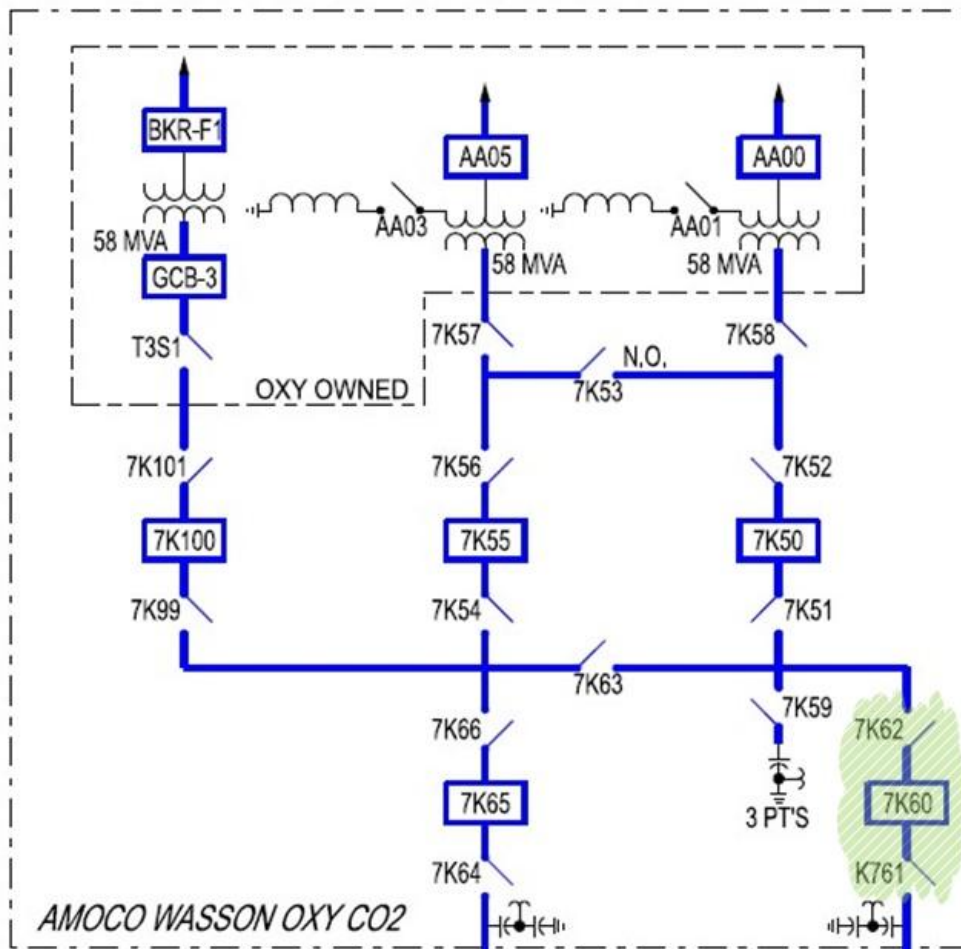 BKR-F1
AA05
AA00
AA03
AA01
58 MVA
58 MVA
58 MVA
GCB-3
T3S1
7K57
7K58
N.O.
7K53
OXY OWNED
7K101
7K56
7K52
7K100
7K55
7K50
7K99
7K54
7K51
7K63
7K66
7K59
7K62
7K65
3 PT'S
7K60
7K64
K761
AMOCO WASSON OXY CO2